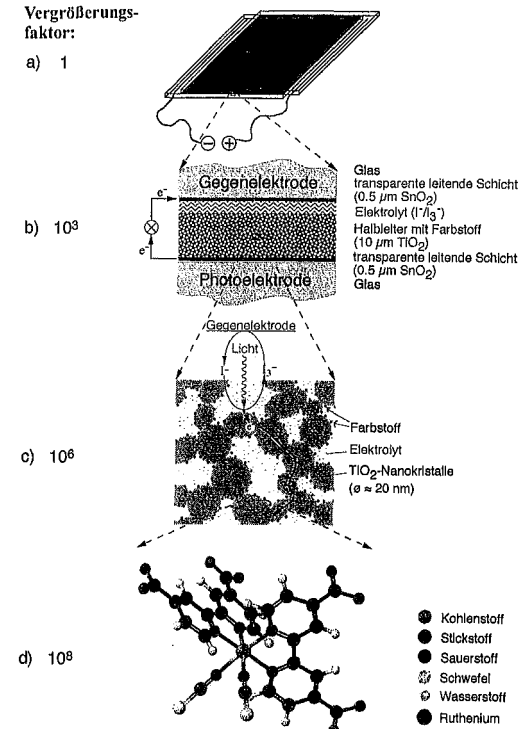 Vergrößerungs-
faktor:
a) 1
− +
Gegenelektrode
Glas
transparente leitende Schicht
(0.5 µm SnO₂)
Elektrolyt (I⁻/I₃⁻)
Halbleiter mit Farbstoff
(10 µm TiO₂)
transparente leitende Schicht
(0.5 µm SnO₂)
Glas
b) 10³
e⁻
e⁻
Photoelektrode
Gegenelektrode
Licht
I⁻
3⁻
Farbstoff
Elektrolyt
TiO₂-Nanokristalle
(ø ≈ 20 nm)
c) 10⁶
d) 10⁸
Kohlenstoff
Stickstoff
Sauerstoff
Schwefel
Wasserstoff
Ruthenium